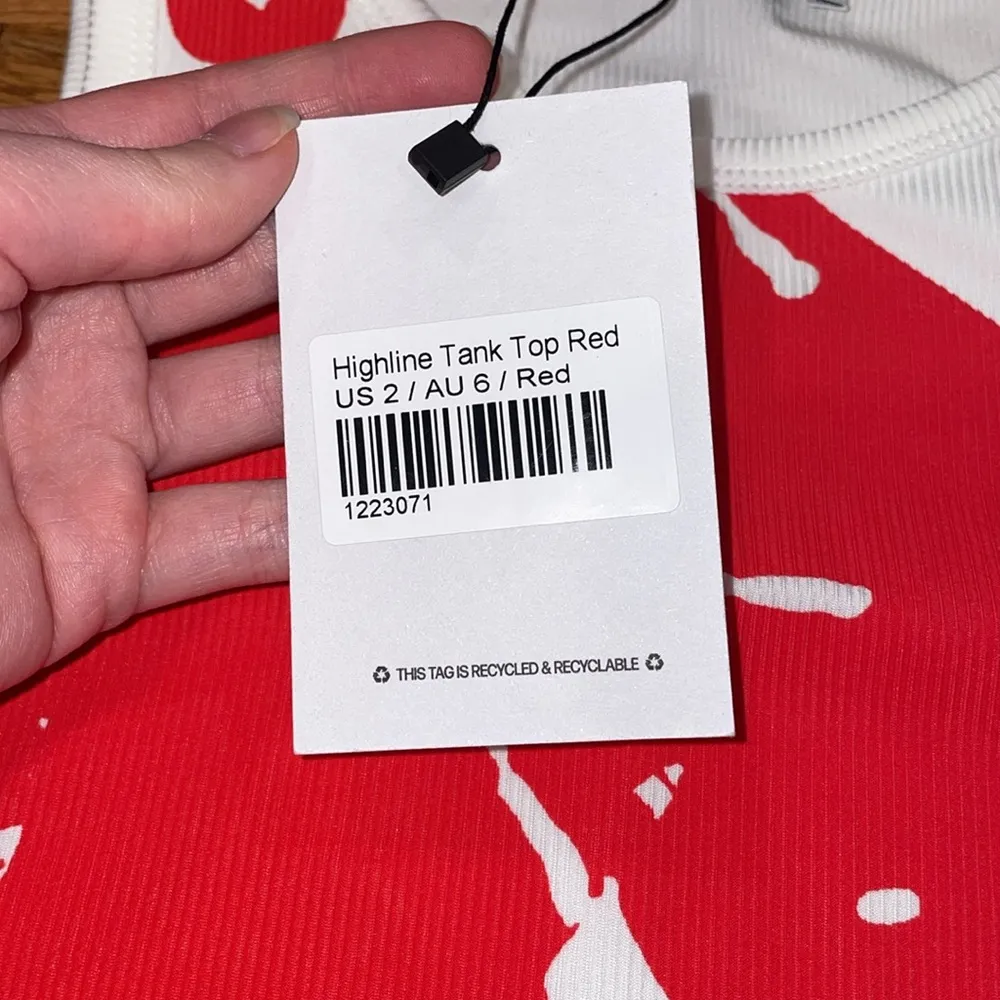 Highline Tank Top Red
US 2 / AU 6 / Red
1223071
THIS TAG IS RECYCLED & RECYCLABLE